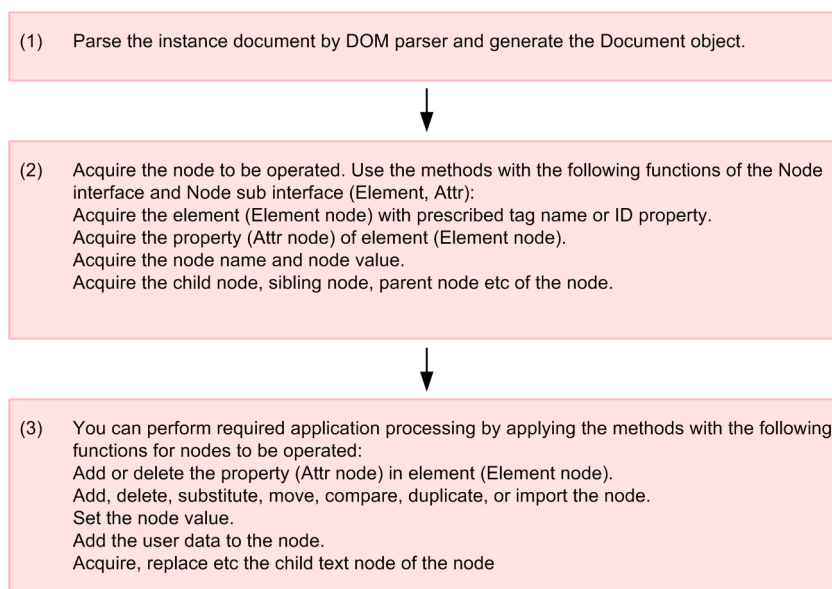 (1) Parse the instance document by DOM parser and generate the Document object.
(2) Acquire the node to be operated. Use the methods with the following functions of the Node
interface and Node sub interface (Element, Attr):
Acquire the element (Element node) with prescribed tag name or ID property.
Acquire the property (Attr node) of element (Element node).
Acquire the node name and node value.
Acquire the child node, sibling node, parent node etc of the node.
(3) You can perform required application processing by applying the methods with the following
functions for nodes to be operated:
Add or delete the property (Attr node) in element (Element node).
Add, delete, substitute, move, compare, duplicate, or import the node.
Set the node value.
Add the user data to the node.
Acquire, replace etc the child text node of the node